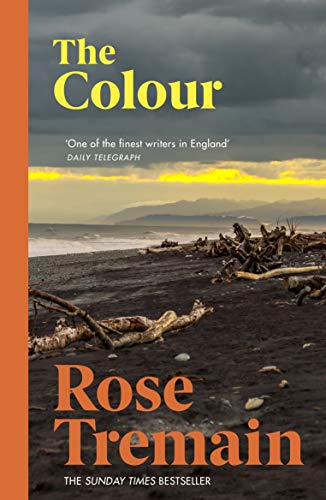 The
Colour
‘One of the finest writers in England’
DAILY TELEGRAPH
Rose
Tremain
THE SUNDAY TIMES BESTSELLER